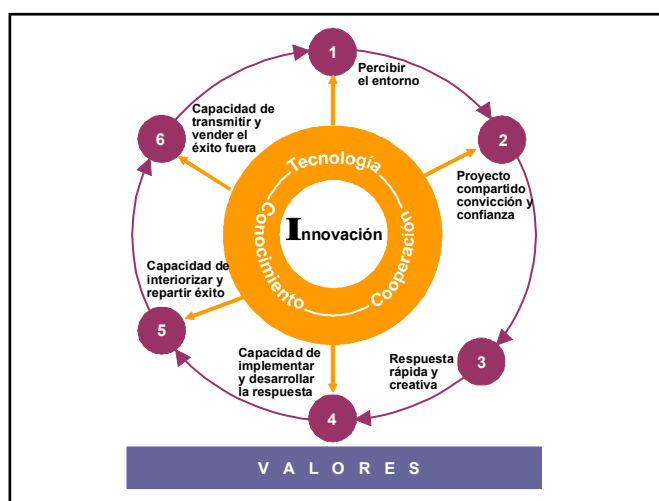 1
Percibir
el entorno
2
Proyecto
compartido
convicción y
confianza
3
Respuesta
rápida y
creativa
4
Capacidad de
implementar
y desarrollar
la respuesta
5
Capacidad de
interiorizar y
repartir éxito
6
Capacidad de
transmitir y
vender el
éxito fuera
Tecnología
Cooperación
Conocimiento
Innovación
VALORES